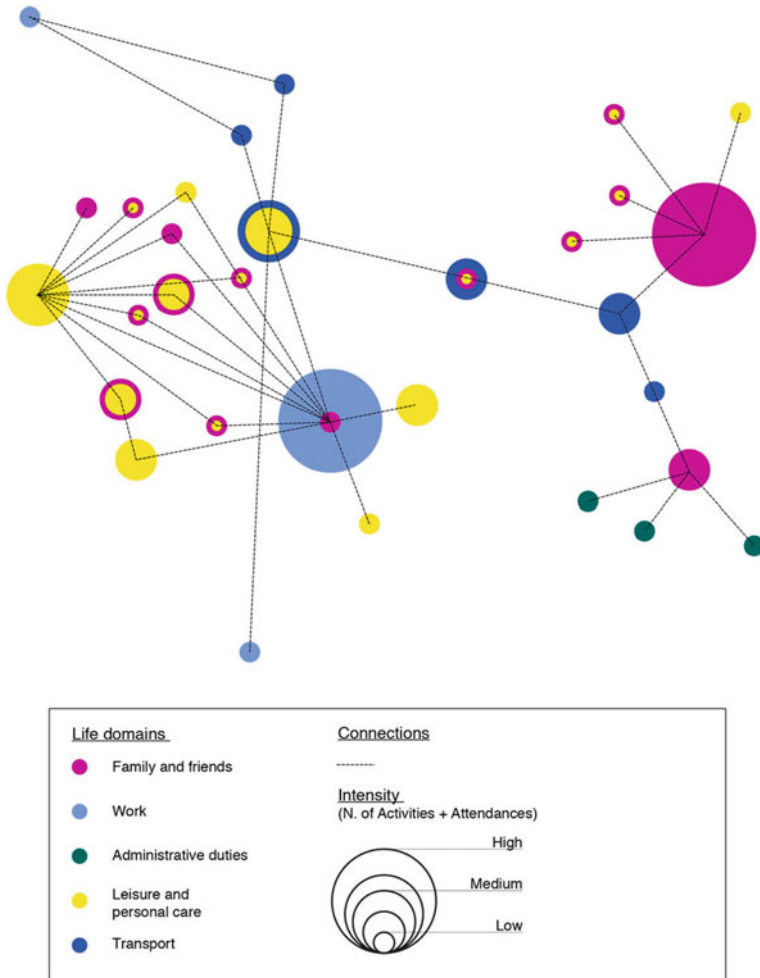 Life domains
Family and friends
Work
Administrative duties
Leisure and
personal care
Transport
Connections
Intensity
(N. of Activities + Attendances)
High
Medium
Low